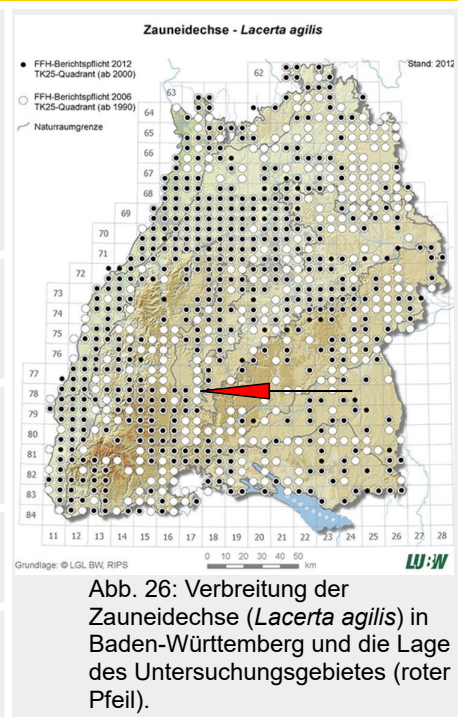 Zauneidechse - Lacerta agilis
FFH-Berichtspflicht 2012
TK25-Quadrant (ab 2000)
FFH-Berichtspflicht 2006
TK25-Quadrant (ab 1990)
Naturraumgrenze
Stand: 2012
62
63
64
65
66
67
68
69
70
71
72
73
74
75
76
77
78
79
80
81
82
83
84
11 12 13 14 15 16 17 18 19 20 21 22 23 24 25 26 27 28
Grundlage: © LGL BW, RIPS
0 10 20 30 40 50
km
LU:W
Abb. 26: Verbreitung der
Zauneidechse (Lacerta agilis) in
Baden-Württemberg und die Lage
des Untersuchungsgebietes (roter
Pfeil).